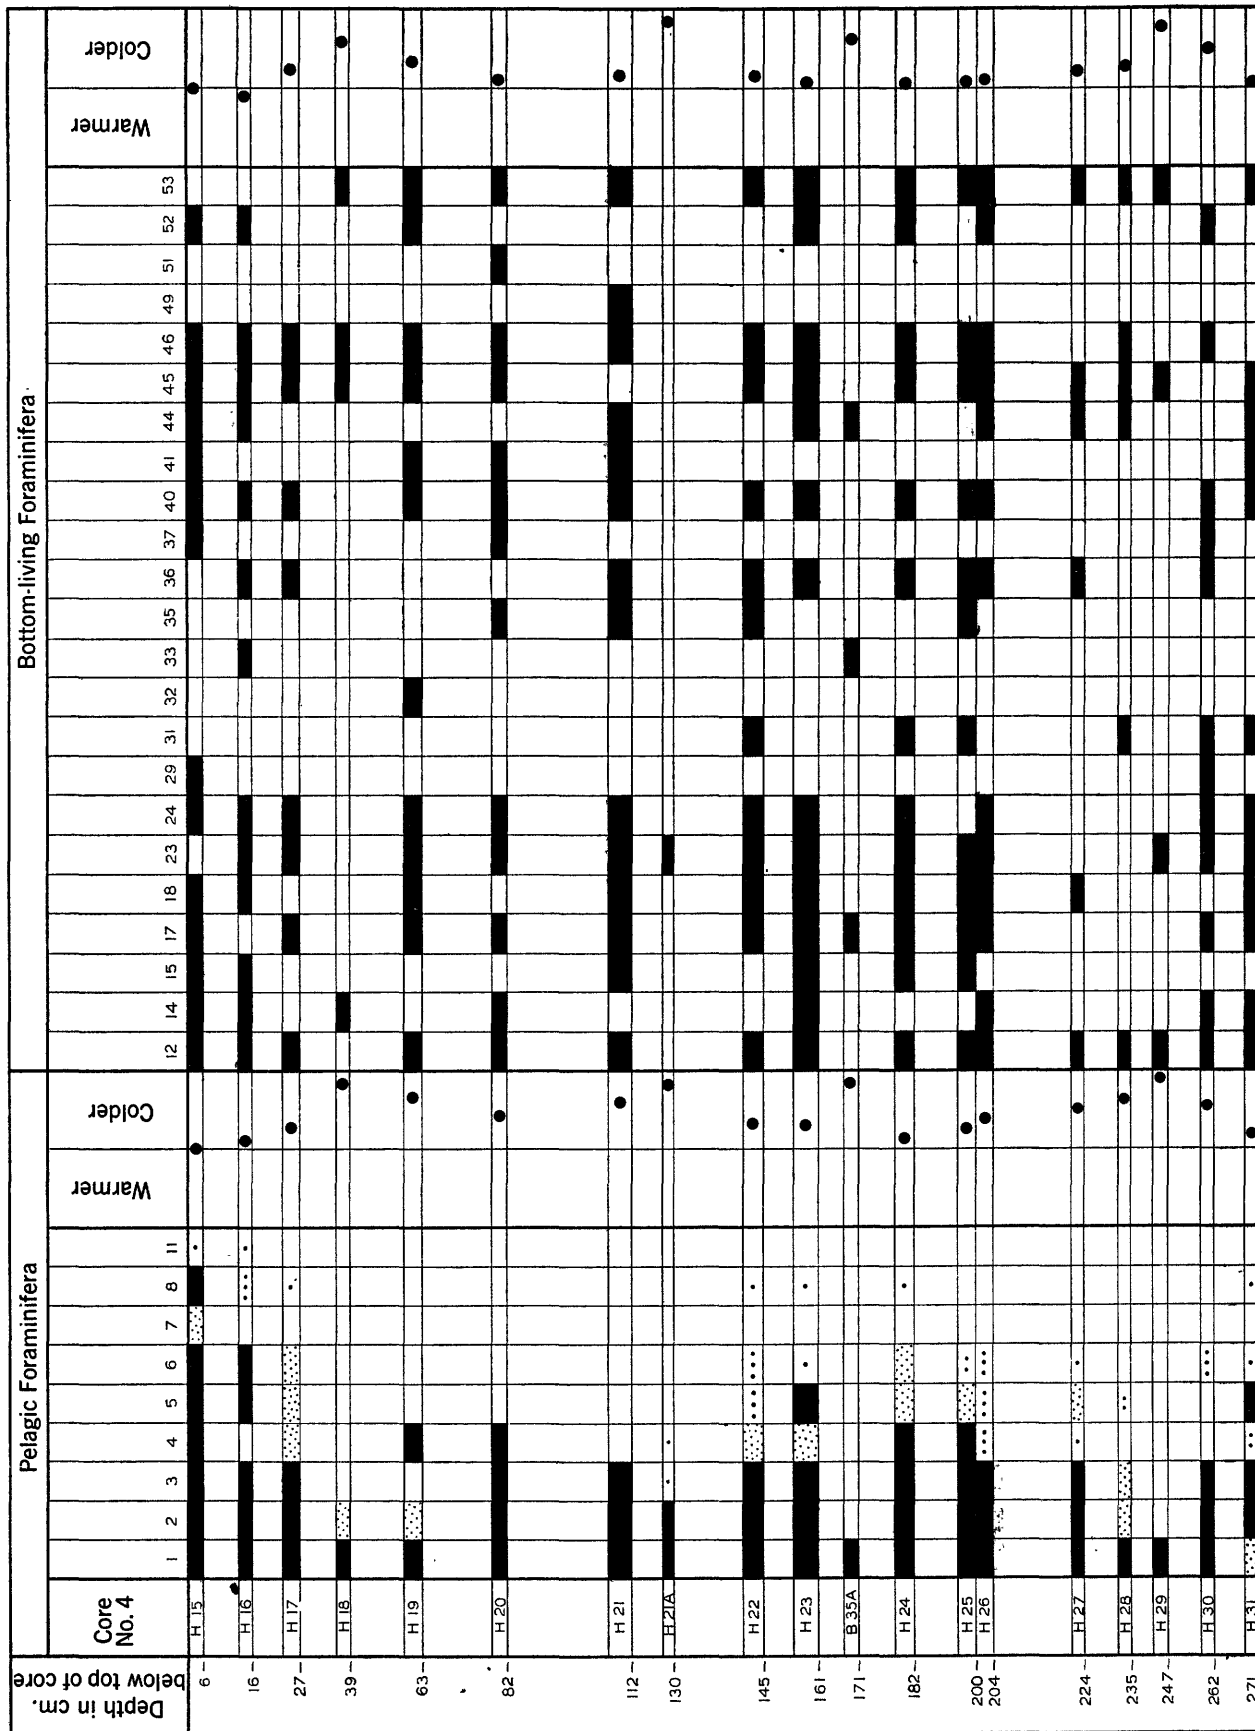 Depth in cm. below top of core
Core No. 4
Pelagic Foraminifera
1 2 3 4 5 6 7 8 11
Warmer Colder
Bottom-living Foraminifera
12 14 15 17 18 23 24 29 31 32 33 35 36 37 40 41 44 45 46 49 51 52 53
Warmer Colder
6 H 15
16 H 16
27 H 17
39 H 18
63 H 19
82 H 20
112 H 21
130 H 21A
145 H 22
161 H 23
171 B 35A
182 H 24
200 H 25
204 H 26
224 H 27
235 H 28
247 H 29
262 H 30
271 H 31